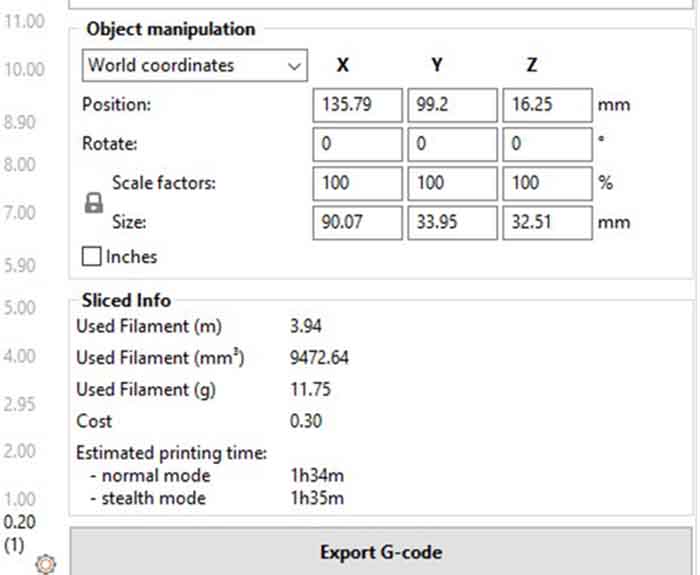 11.00
10.00
8.90
8.00
7.00
5.90
5.00
4.00
2.95
2.00
1.00
0.20
(1)
Object manipulation
World coordinates X Y Z
Position: 135.79 99.2 16.25 mm
Rotate: 0 0 0 °
Scale factors: 100 100 100 %
Size: 90.07 33.95 32.51 mm
Inches
Sliced Info
Used Filament (m) 3.94
Used Filament (mm³) 9472.64
Used Filament (g) 11.75
Cost 0.30
Estimated printing time:
- normal mode 1h34m
- stealth mode 1h35m
Export G-code